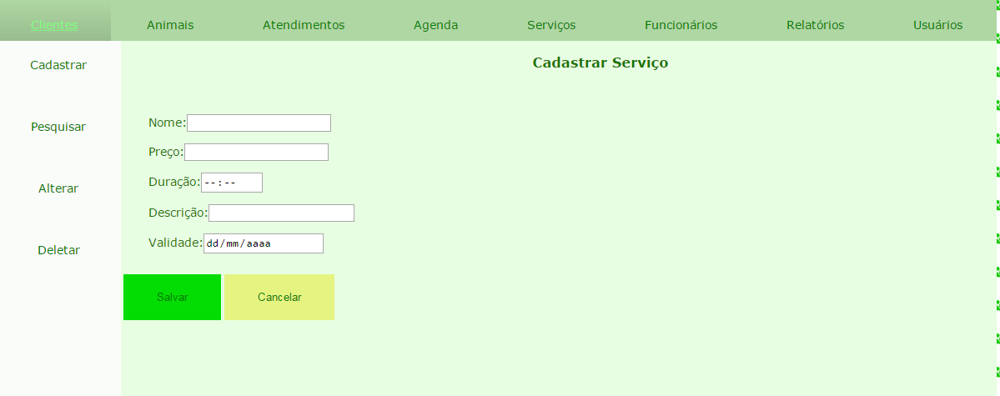 Clientes Animais Atendimentos Agenda Serviços Funcionários Relatórios Usuários
Cadastrar
Pesquisar
Alterar
Deletar
Cadastrar Serviço
Nome:
Preço:
Duração: --:--
Descrição:
Validade: dd/mm/aaaa
Salvar Cancelar